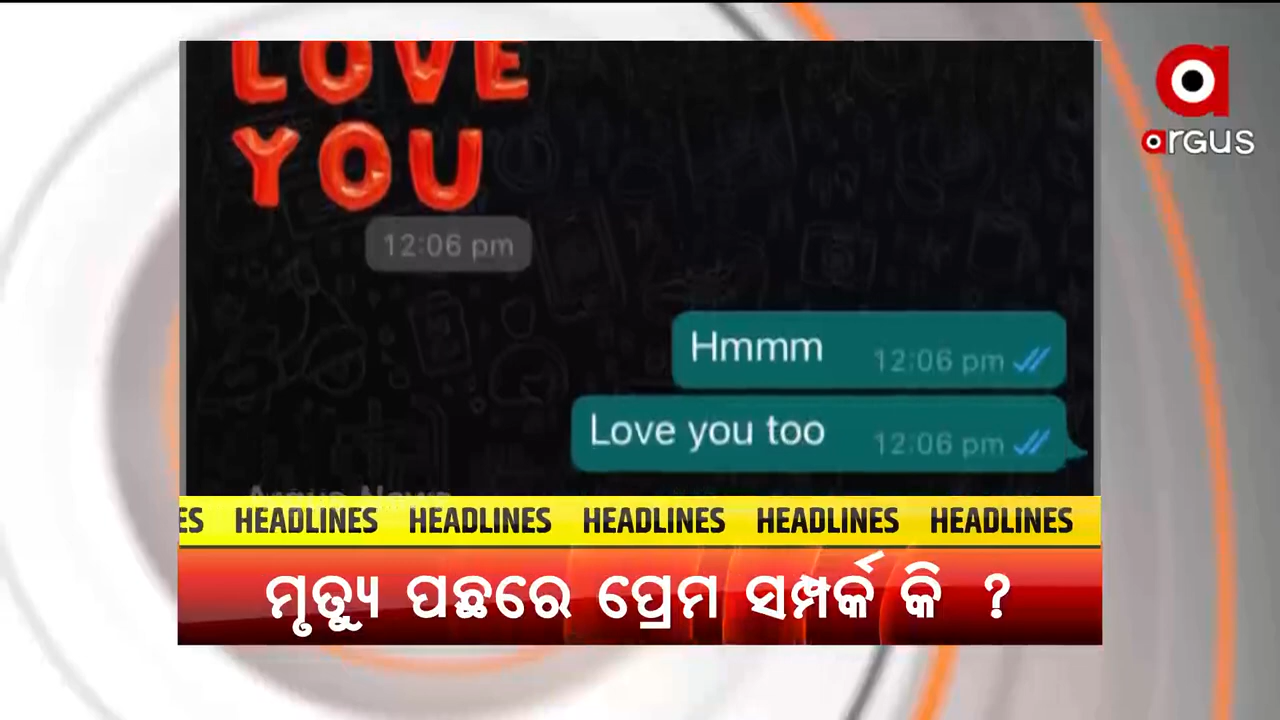 LOVE
YOU
12:06 pm
Hmmm 12:06 pm
Love you too 12:06 pm
argus
HEADLINES HEADLINES HEADLINES HEADLINES HEADLINES
ମୃତ୍ୟୁ ପଛରେ ପ୍ରେମ ସମ୍ପର୍କ କି ?